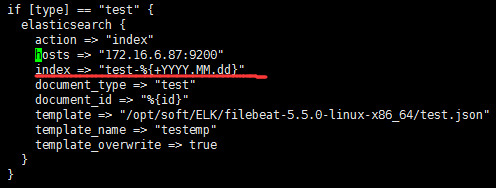 if [type] == "test" {
elasticsearch {
action => "index"
hosts => "172.16.6.87:9200"
index => "test-%{+YYYY.MM.dd}"
document_type => "test"
document_id => "%{id}"
template => "/opt/soft/ELK/filebeat-5.5.0-linux-x86_64/test.json"
template_name => "testemp"
template_overwrite => true
}
}